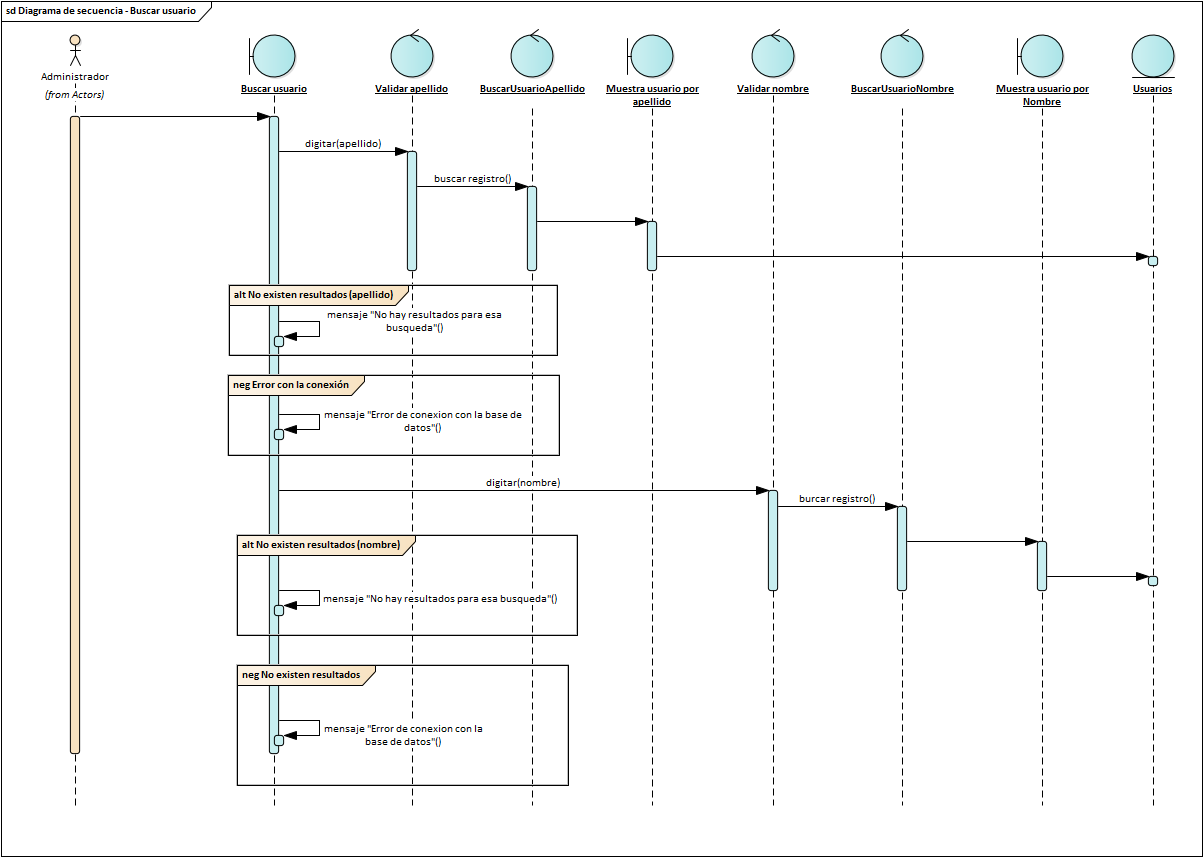 sd Diagrama de secuencia - Buscar usuario
Administrador
(from Actors)
Buscar usuario
Validar apellido
BuscarUsuarioApellido
Muestra usuario por
apellido
Validar nombre
BuscarUsuarioNombre
Muestra usuario por
Nombre
Usuarios
digitar(apellido)
buscar registro()
alt No existen resultados (apellido)
mensaje "No hay resultados para esa
busqueda"()
neg Error con la conexión
mensaje "Error de conexion con la base de
datos"()
digitar(nombre)
burcar registro()
alt No existen resultados (nombre)
mensaje "No hay resultados para esa busqueda"()
neg No existen resultados
mensaje "Error de conexion con la
base de datos"()